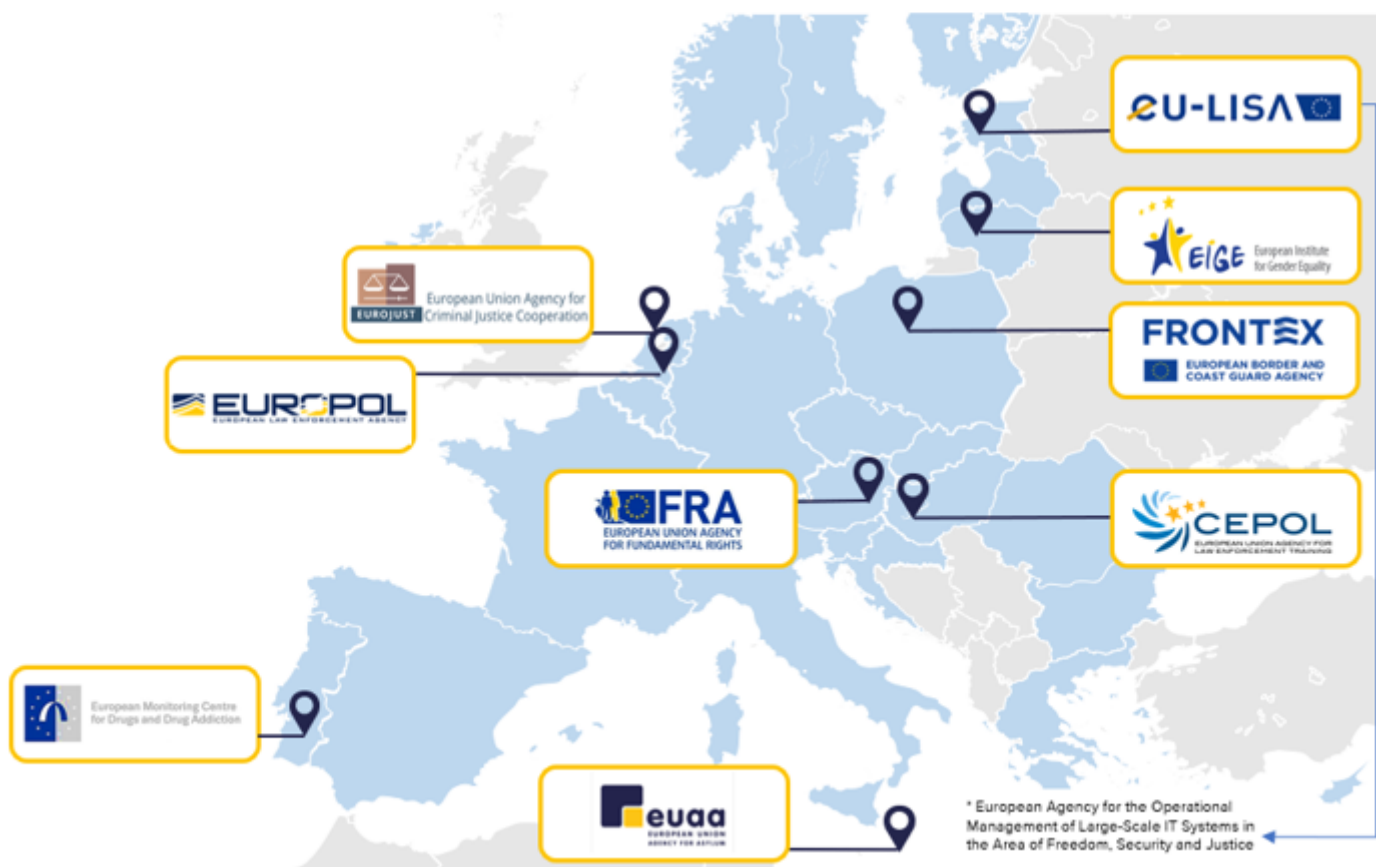 eU-LISA
EIGE
European Institute
for Gender Equality
EUROJUST
European Union Agency for
Criminal Justice Cooperation
FRONTEX
EUROPEAN BORDER AND
COAST GUARD AGENCY
EUROPOL
EUROPEAN LAW ENFORCEMENT AGENCY
FRA
EUROPEAN UNION AGENCY
FOR FUNDAMENTAL RIGHTS
CEPOL
EUROPEAN UNION AGENCY FOR
LAW ENFORCEMENT TRAINING
European Monitoring Centre
for Drugs and Drug Addiction
euaa
EUROPEAN UNION
AGENCY FOR ASYLUM
* European Agency for the Operational
Management of Large-Scale IT Systems in
the Area of Freedom, Security and Justice